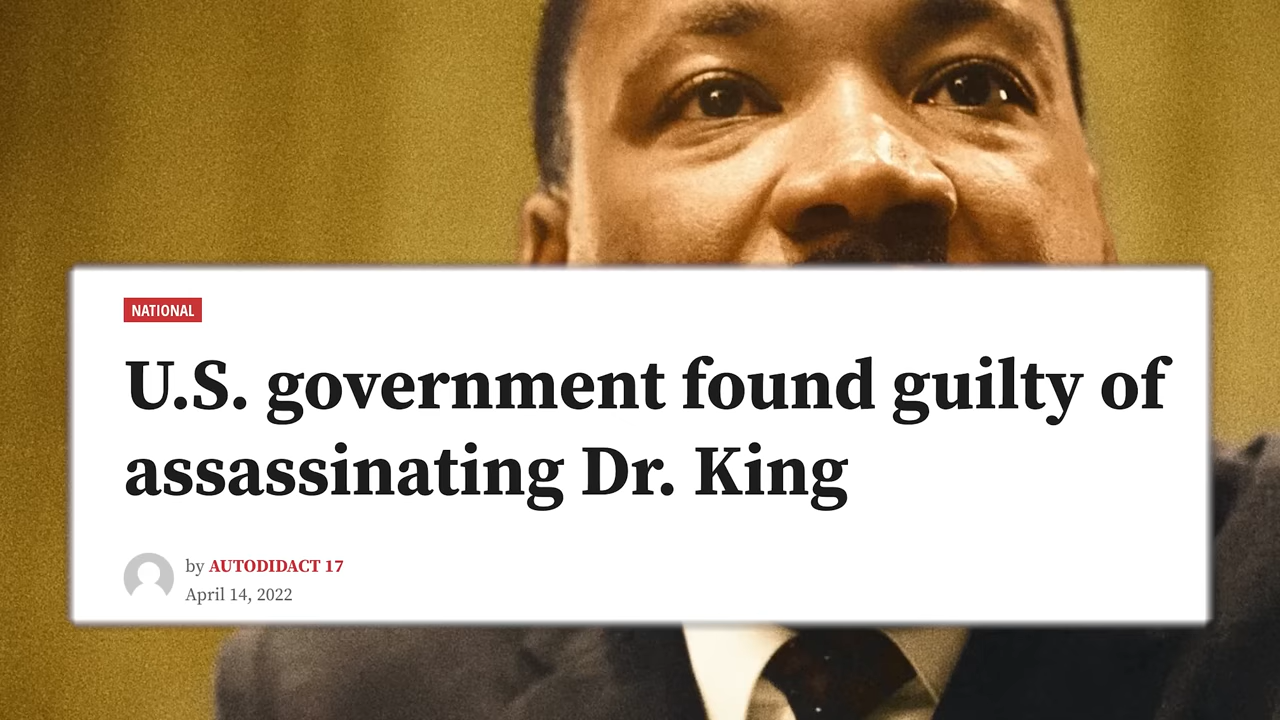 NATIONAL
U.S. government found guilty of
assassinating Dr. King
by AUTODIDACT 17
April 14, 2022